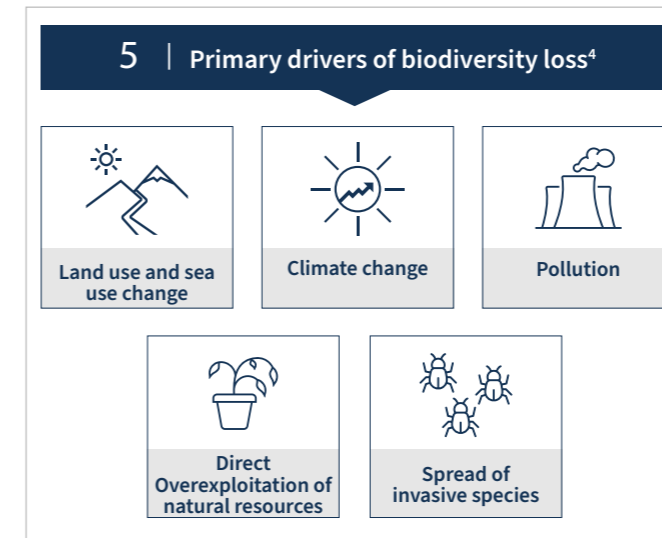 5 | Primary drivers of biodiversity loss⁴
Land use and sea
use change
Climate change
Pollution
Direct
Overexploitation of
natural resources
Spread of
invasive species